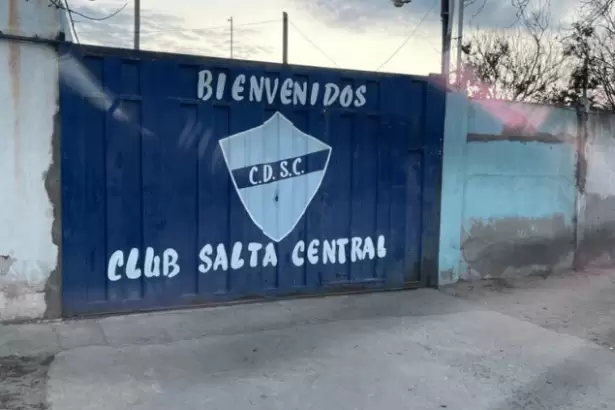 BIENVENIDOS
C.D.S.C.
CLUB SALTA CENTRAL